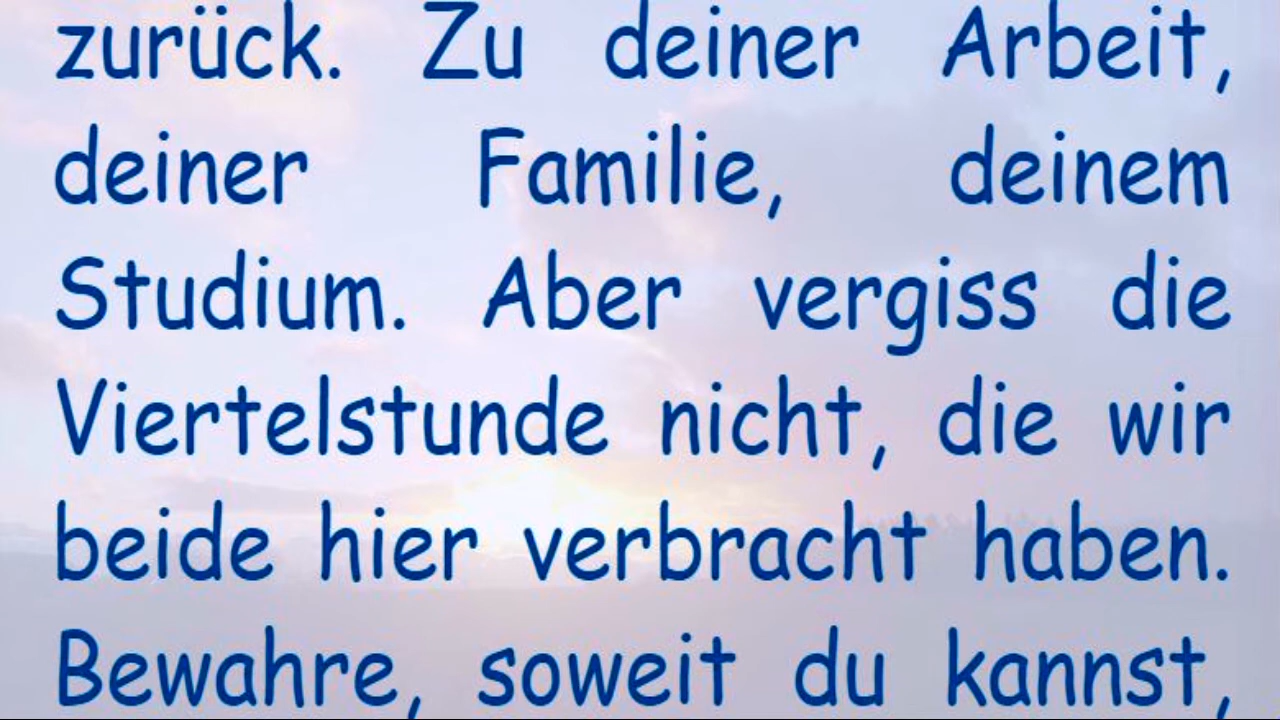 zurück. Zu deiner Arbeit,
deiner Familie, deinem
Studium. Aber vergiss die
Viertelstunde nicht, die wir
beide hier verbracht haben.
Bewahre, soweit du kannst,